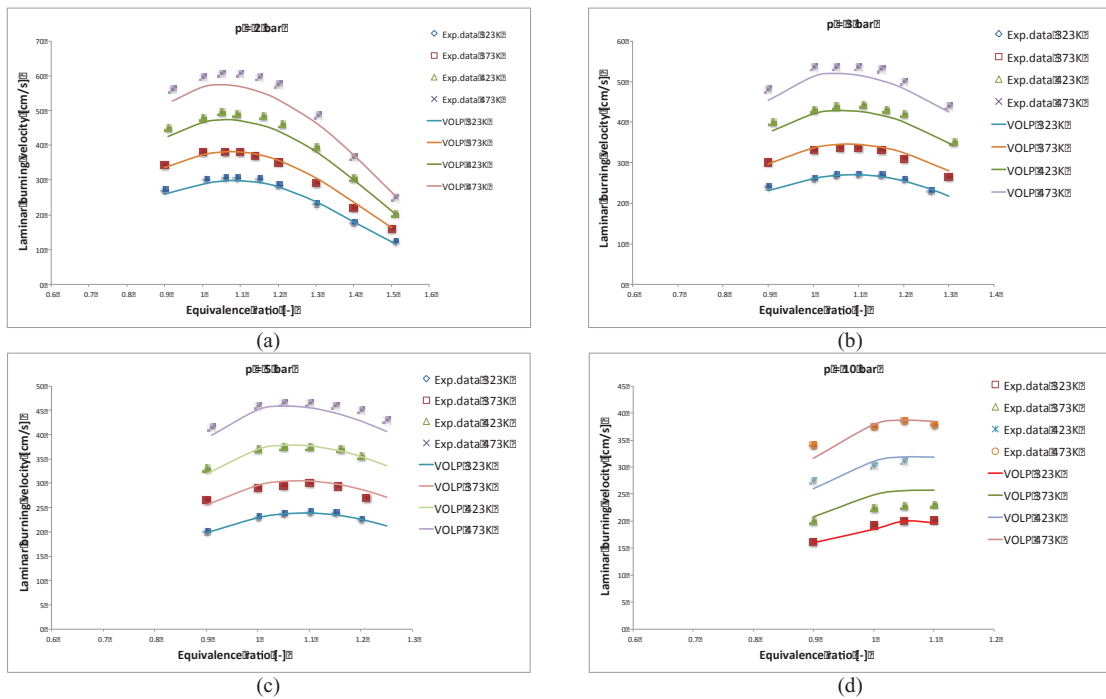 p = 2 bar
Laminar burning velocity [cm/s]
70
60
50
40
30
20
10
0
0.6
0.7
0.8
0.9
1
1.1
1.2
1.3
1.4
1.5
1.6
Equivalence ratio [-]
Exp.data 323K
Exp.data 373K
Exp.data 423K
Exp.data 473K
VOLP 323K
VOLP 373K
VOLP 423K
VOLP 473K
(a)
p = 3 bar
Laminar burning velocity [cm/s]
60
50
40
30
20
10
0
0.6
0.7
0.8
0.9
1
1.1
1.2
1.3
1.4
Equivalence ratio [-]
Exp.data 323K
Exp.data 373K
Exp.data 423K
Exp.data 473K
VOLP 323K
VOLP 373K
VOLP 423K
VOLP 473K
(b)
p = 5 bar
Laminar burning velocity [cm/s]
50
45
40
35
30
25
20
15
10
5
0
0.6
0.7
0.8
0.9
1
1.1
1.2
1.3
Equivalence ratio [-]
Exp.data 323K
Exp.data 373K
Exp.data 423K
Exp.data 473K
VOLP 323K
VOLP 373K
VOLP 423K
VOLP 473K
(c)
p = 10 bar
Laminar burning velocity [cm/s]
45
40
35
30
25
20
15
10
5
0
0.6
0.7
0.8
0.9
1
1.1
1.2
Equivalence ratio [-]
Exp.data 323K
Exp.data 373K
Exp.data 423K
Exp.data 473K
VOLP 323K
VOLP 373K
VOLP 423K
VOLP 473K
(d)